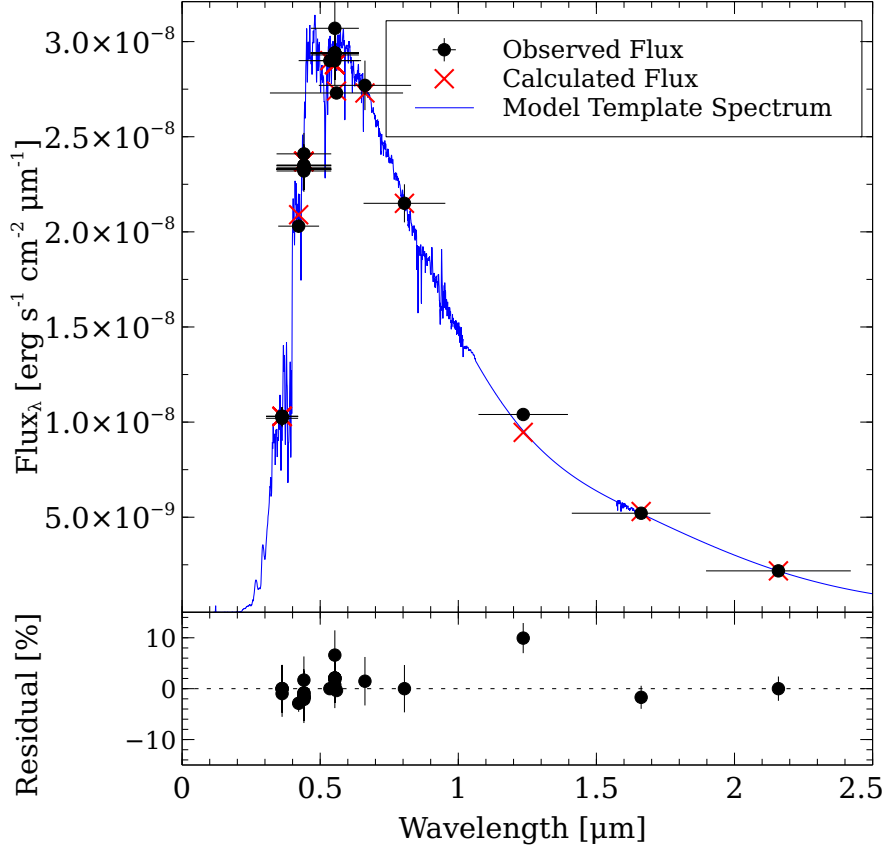 3.0×10⁻⁸
2.5×10⁻⁸
2.0×10⁻⁸
1.5×10⁻⁸
1.0×10⁻⁸
5.0×10⁻⁹
Flux_λ [erg s⁻¹ cm⁻² μm⁻¹]
Observed Flux
Calculated Flux
Model Template Spectrum
10
0
−10
Residual [%]
0 0.5 1 1.5 2 2.5
Wavelength [μm]